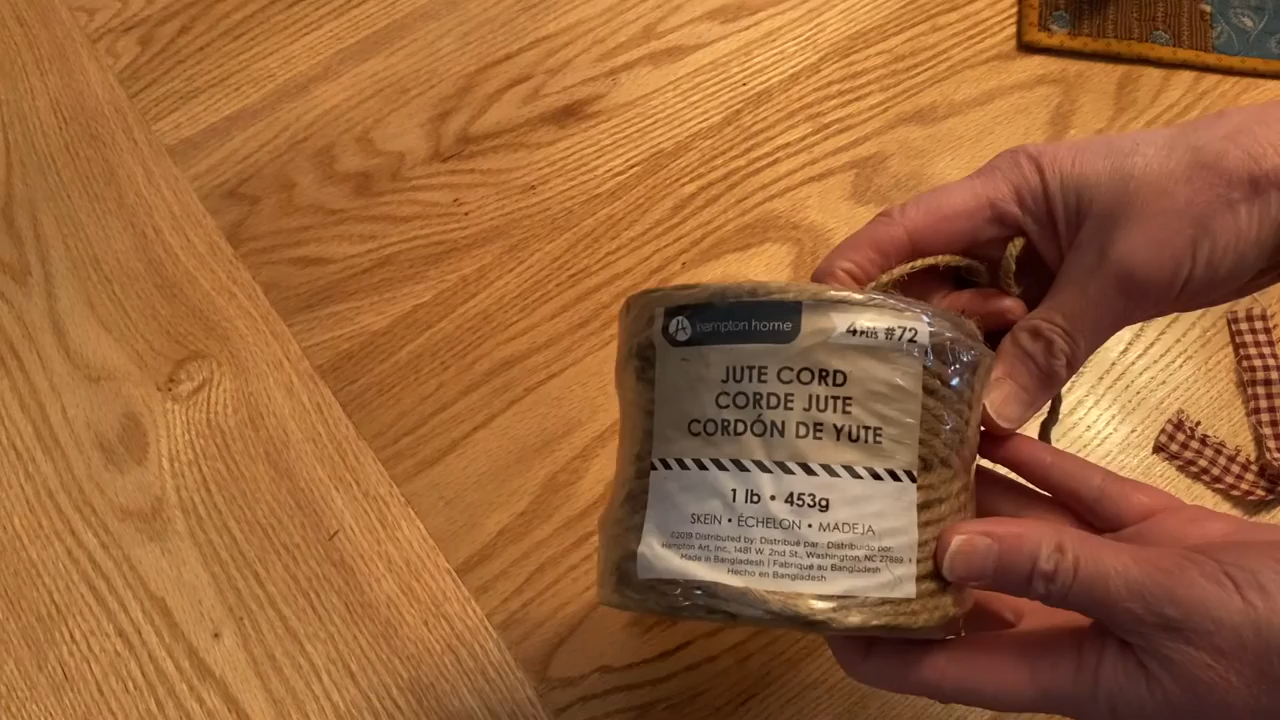 hampton home
4 PLIS #72
JUTE CORD
CORDE JUTE
CORDÓN DE YUTE
1 lb • 453g
SKEIN • ÉCHELON • MADEJA
©2019 Distributed by: Distribué par : Distribuido por:
Hampton Art, Inc., 1481 W. 2nd St., Washington, NC 27889
Made in Bangladesh | Fabriqué au Bangladesh
Hecho en Bangladesh